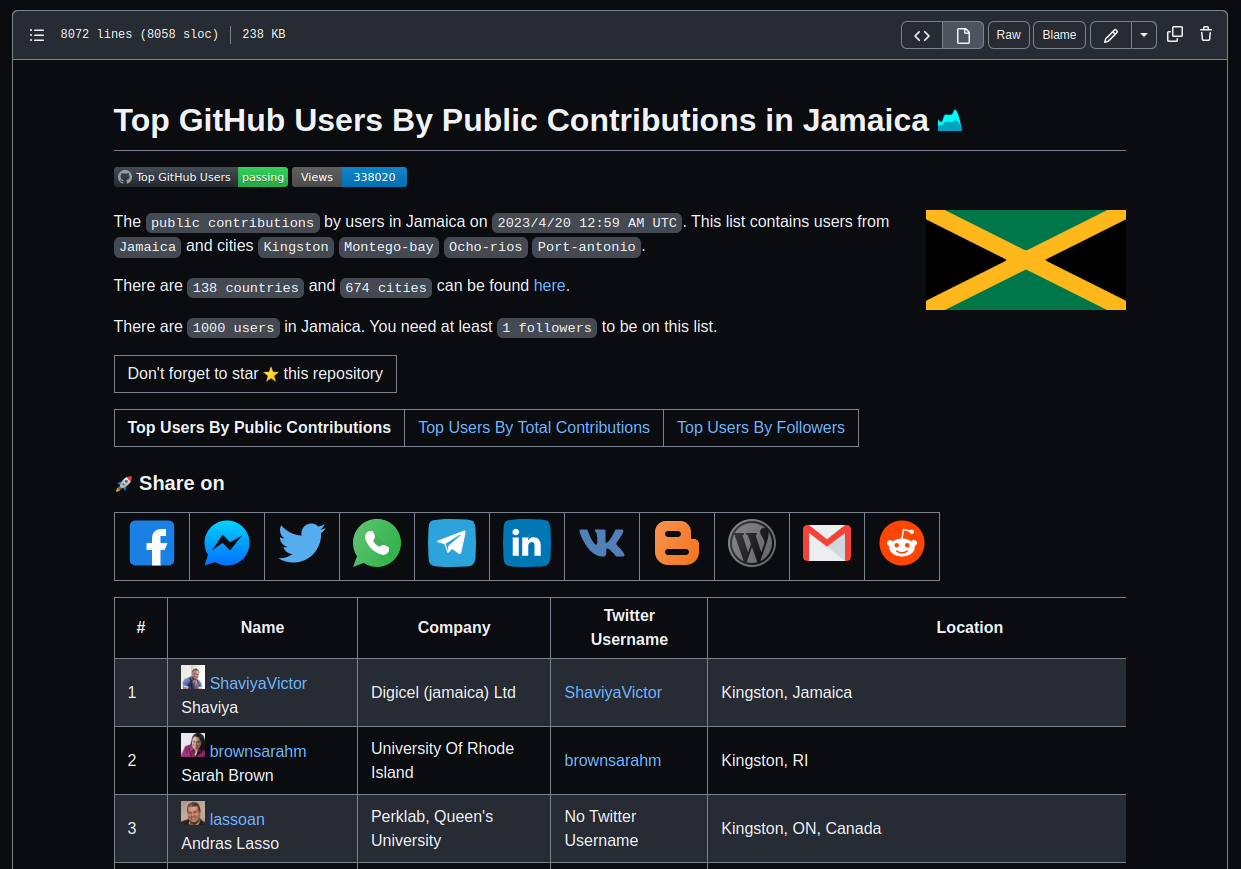 8072 lines (8058 sloc) 238 KB Raw Blame
Top GitHub Users By Public Contributions in Jamaica
Top GitHub Users passing Views 338020
The public contributions by users in Jamaica on 2023/4/20 12:59 AM UTC. This list contains users from
Jamaica and cities Kingston Montego-bay Ocho-rios Port-antonio.
There are 138 countries and 674 cities can be found here.
There are 1000 users in Jamaica. You need at least 1 followers to be on this list.
Don't forget to star ⭐ this repository
Top Users By Public Contributions Top Users By Total Contributions Top Users By Followers
🚀 Share on
# Name Company Twitter Username Location
1 ShaviyaVictor
Shaviya Digicel (jamaica) Ltd ShaviyaVictor Kingston, Jamaica
2 brownsarahm
Sarah Brown University Of Rhode Island brownsarahm Kingston, RI
3 lassoan
Andras Lasso Perklab, Queen's University No Twitter Username Kingston, ON, Canada